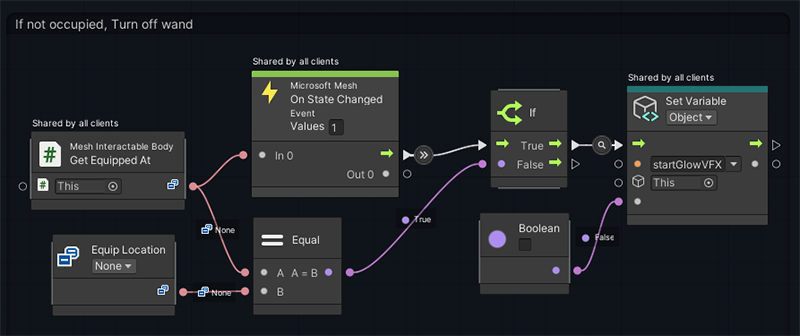 If not occupied, Turn off wand
Shared by all clients
Mesh Interactable Body
Get Equipped At
This
Shared by all clients
Microsoft Mesh
On State Changed
Event
Values 1
In 0
Out 0
If
True
False
Shared by all clients
Set Variable
Object
startGlowVFX
This
None
True
Equip Location
None
None
Equal
A A = B
B
Boolean
False